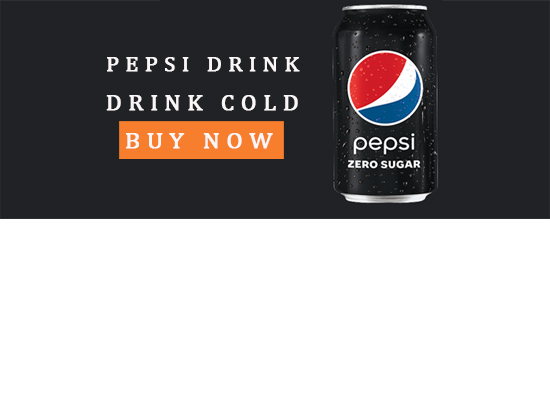 PEPSI DRINK
DRINK COLD
BUY NOW
pepsi
ZERO SUGAR